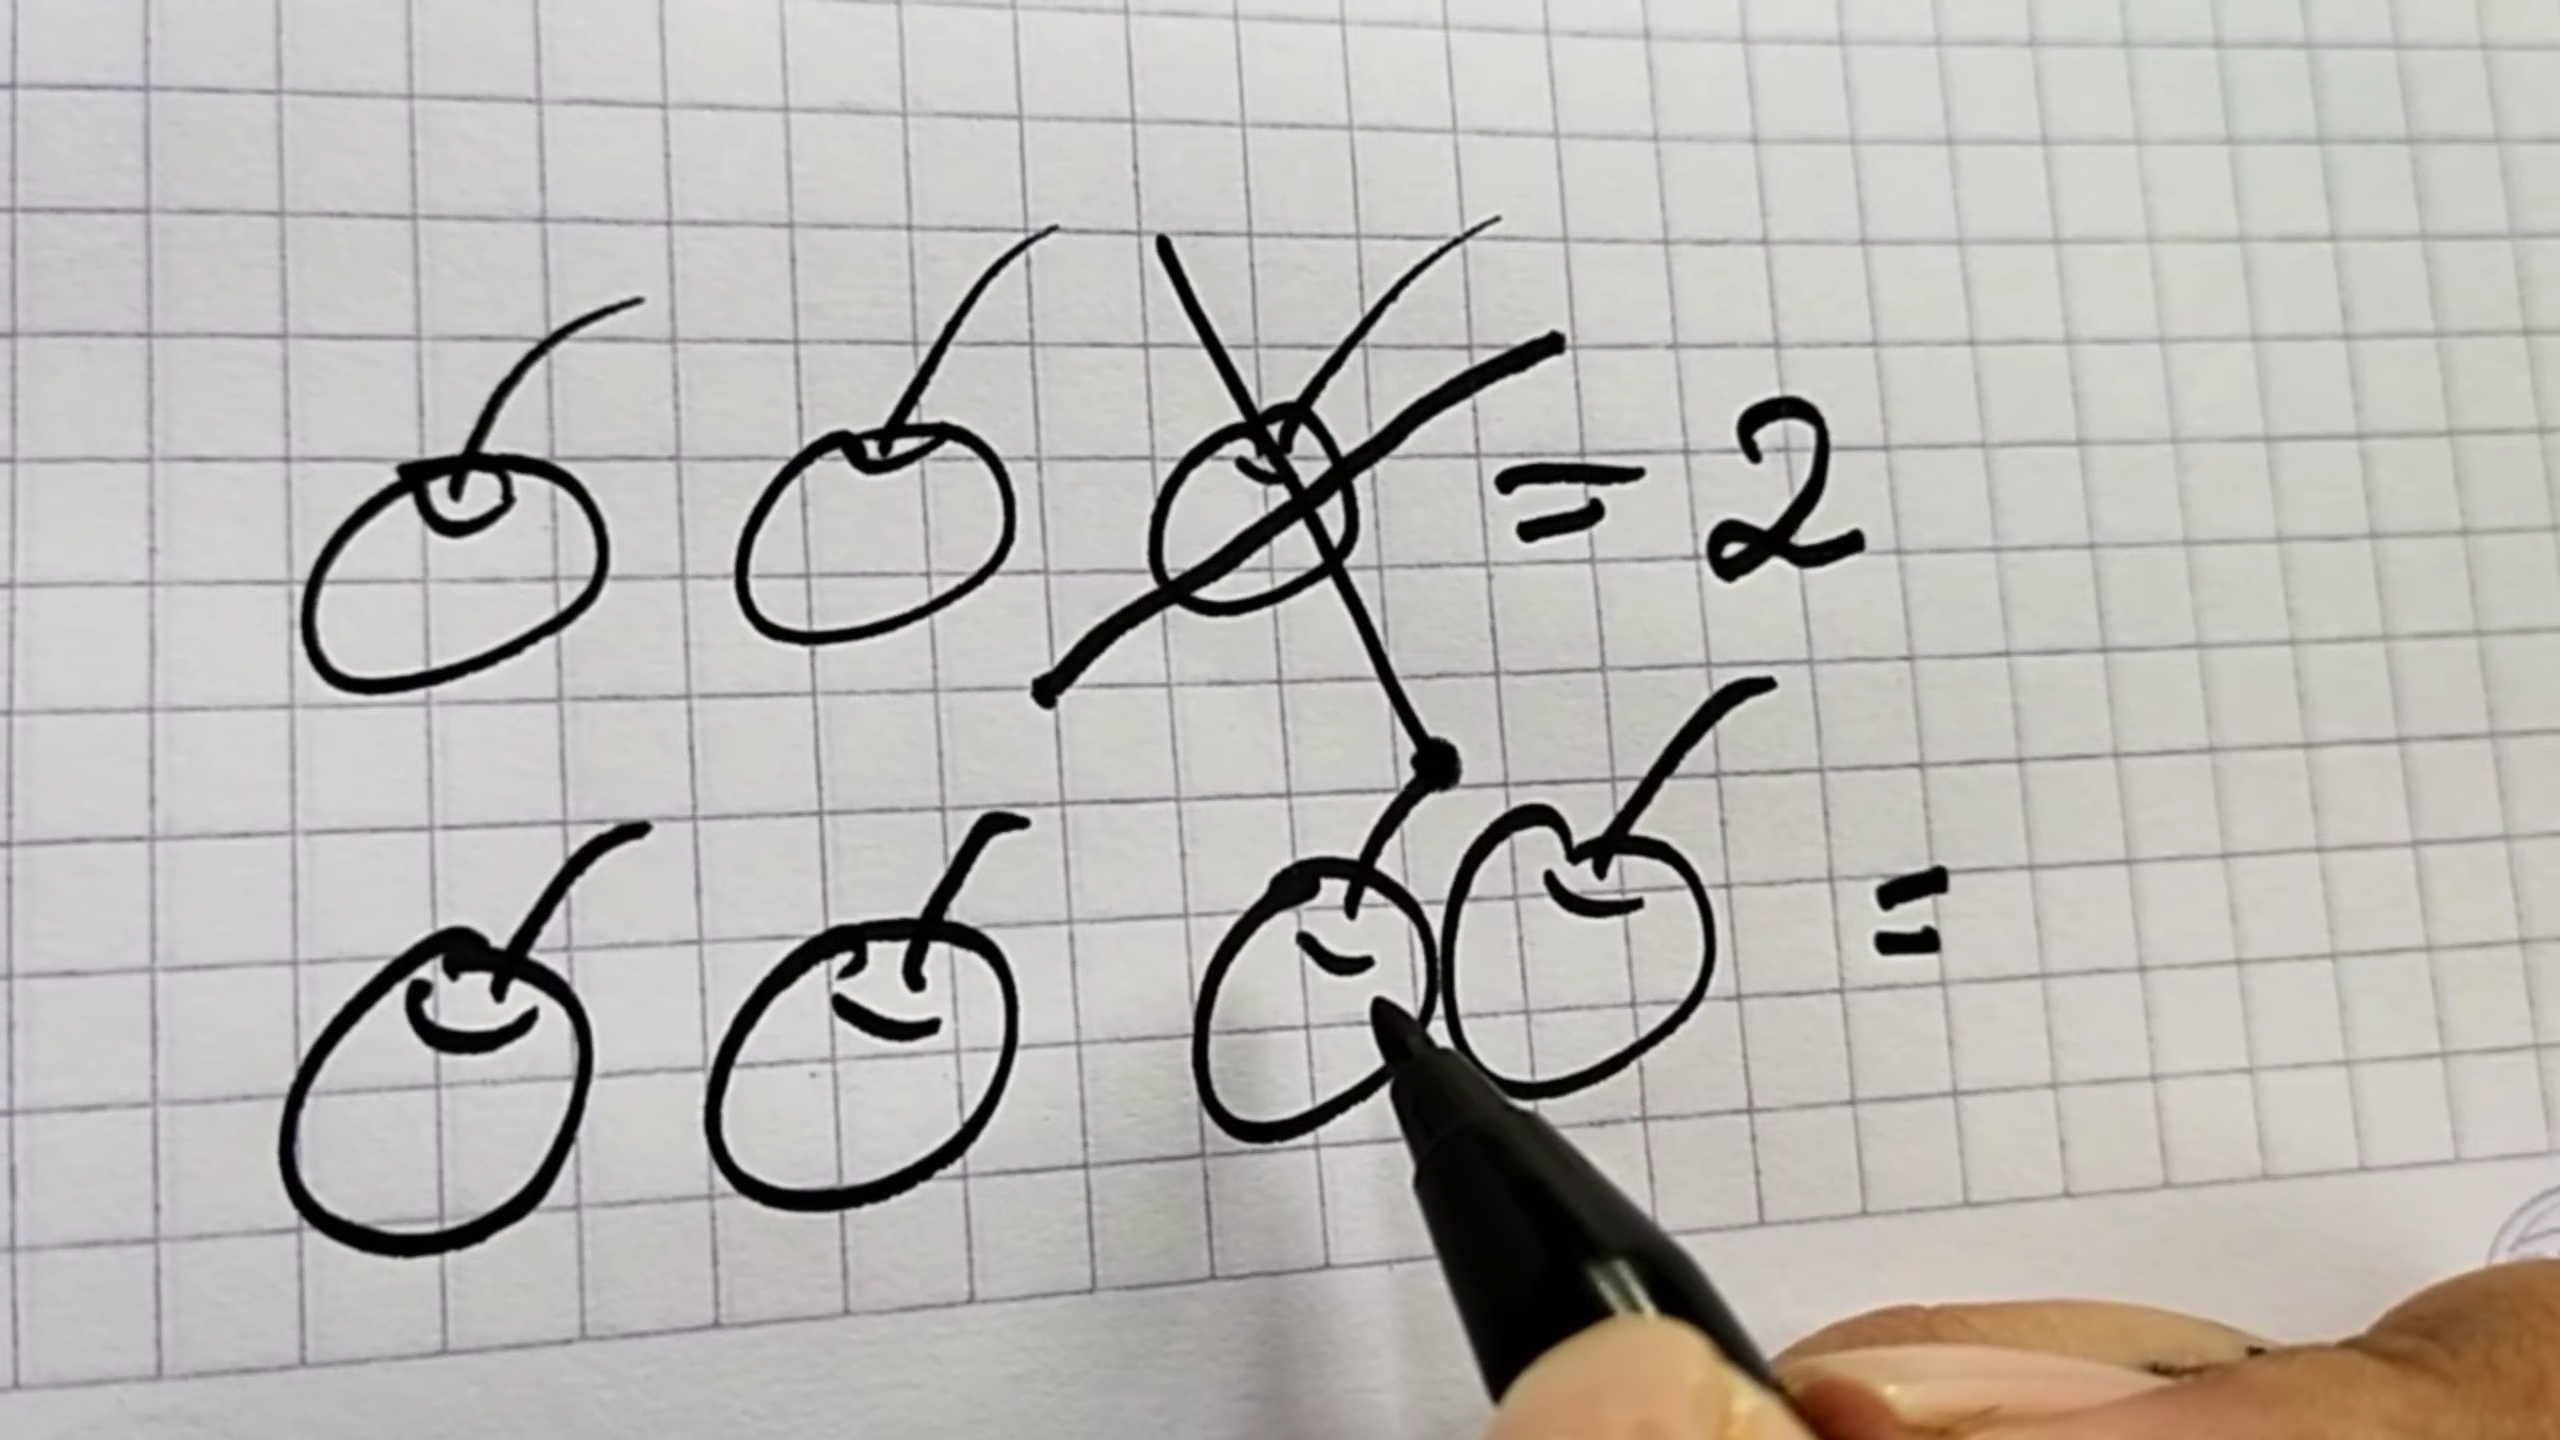 = 2
=